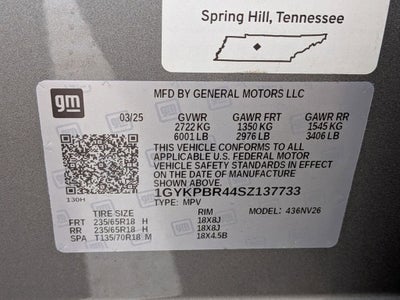 Spring Hill, Tennessee
gm
MFD BY GENERAL MOTORS LLC
03/25 GVWR GAWR FRT GAWR RR
2722 KG 1350 KG 1545 KG
6001 LB 2976 LB 3406 LB
THIS VEHICLE CONFORMS TO ALL
APPLICABLE U.S. FEDERAL MOTOR
VEHICLE SAFETY STANDARDS IN EFFECT
ON THE DATE OF MANUFACTURE
SHOWN ABOVE.
1GYKPBR44SZ137733
130H TYPE: MPV
TIRE SIZE RIM MODEL: 436NV26
FRT 235/65R18 H 18X8J
RR 235/65R18 H 18X8J
SPA T135/70R18 M 18X4.5B